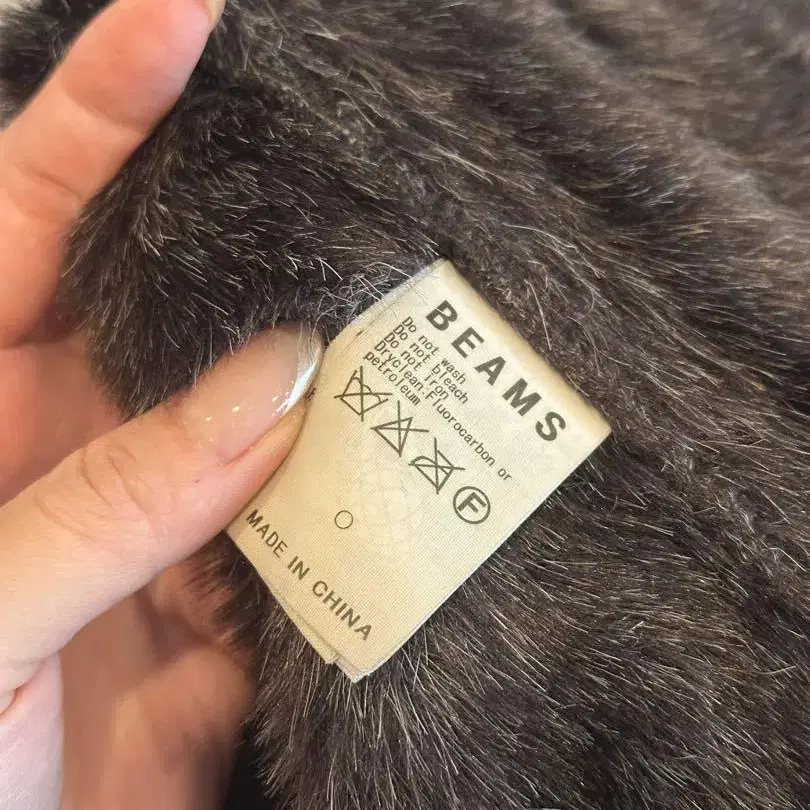 BEAMS
Do not wash
Do not bleach
Do not iron
Dryclean:Fluorocarbon or
petroleum
F
MADE IN CHINA